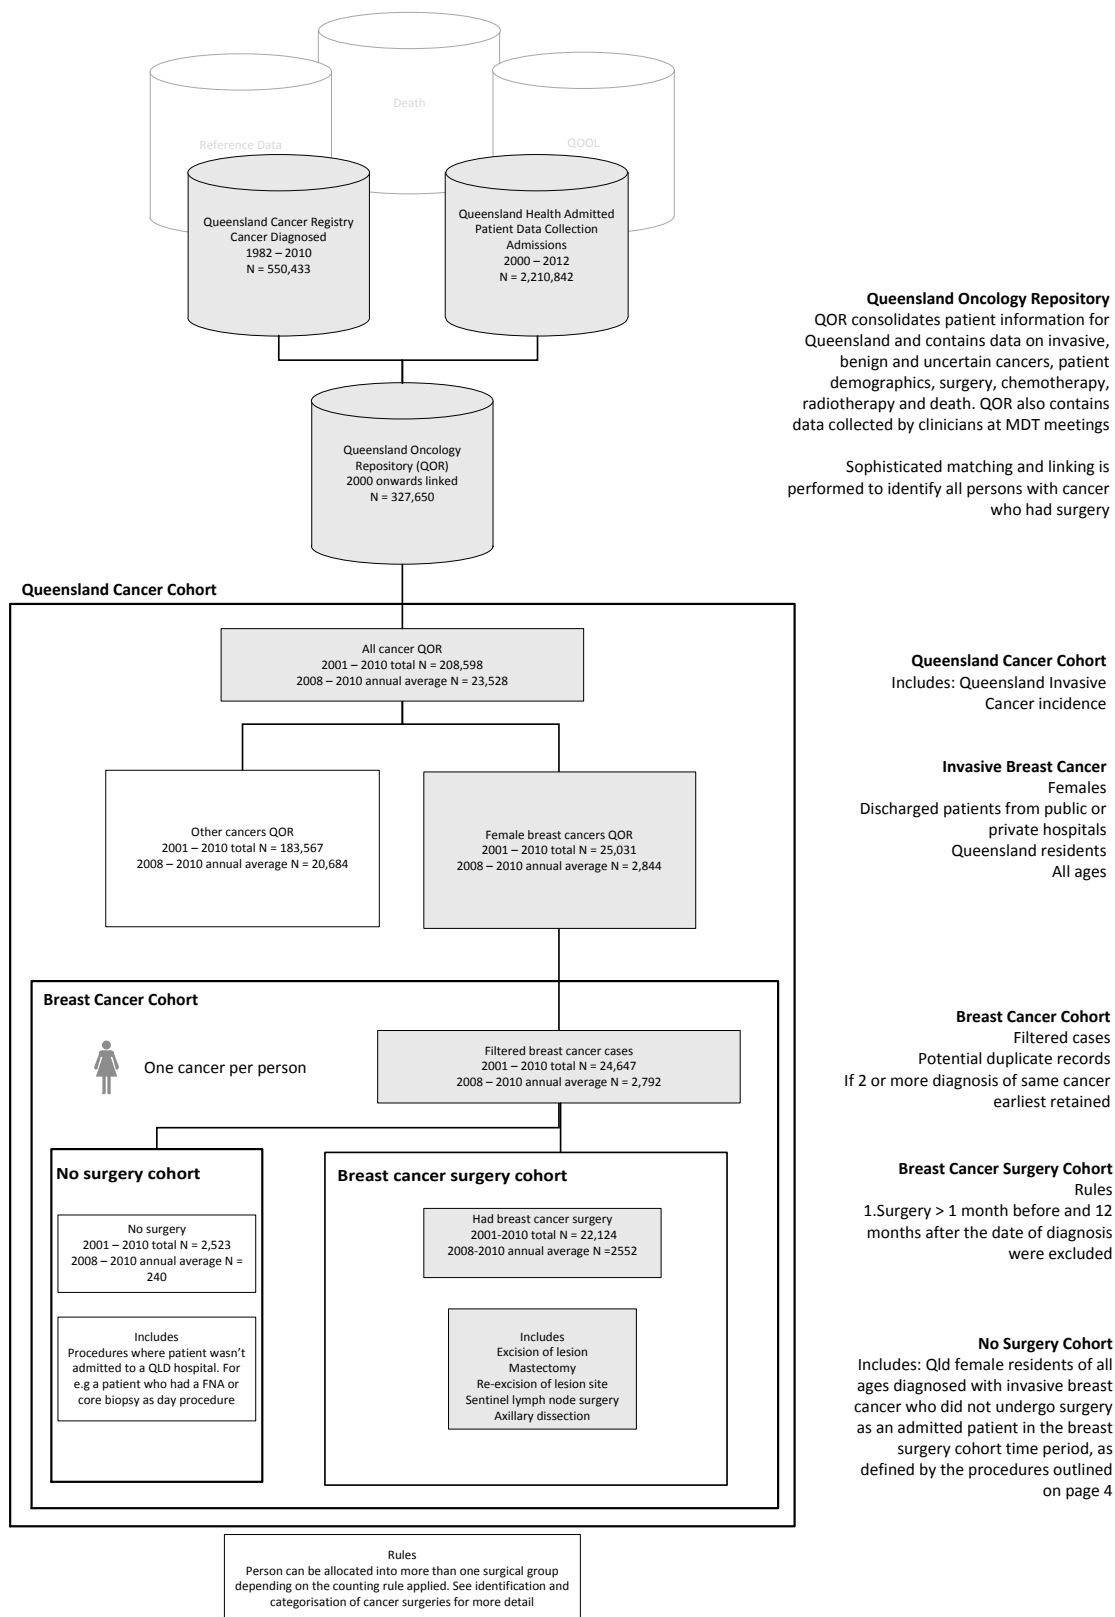 Death
Reference Data
QOOL
Queensland Cancer Registry
Cancer Diagnosed
1982 – 2010
N = 550,433
Queensland Health Admitted
Patient Data Collection
Admissions
2000 – 2012
N = 2,210,842
Queensland Oncology Repository
QOR consolidates patient information for
Queensland and contains data on invasive,
benign and uncertain cancers, patient
demographics, surgery, chemotherapy,
radiotherapy and death. QOR also contains
data collected by clinicians at MDT meetings
Sophisticated matching and linking is
performed to identify all persons with cancer
who had surgery
Queensland Oncology
Repository (QOR)
2000 onwards linked
N = 327,650
Queensland Cancer Cohort
All cancer QOR
2001 – 2010 total N = 208,598
2008 – 2010 annual average N = 23,528
Queensland Cancer Cohort
Includes: Queensland Invasive
Cancer incidence
Other cancers QOR
2001 – 2010 total N = 183,567
2008 – 2010 annual average N = 20,684
Female breast cancers QOR
2001 – 2010 total N = 25,031
2008 – 2010 annual average N = 2,844
Invasive Breast Cancer
Females
Discharged patients from public or
private hospitals
Queensland residents
All ages
Breast Cancer Cohort
One cancer per person
Filtered breast cancer cases
2001 – 2010 total N = 24,647
2008 – 2010 annual average N = 2,792
Breast Cancer Cohort
Filtered cases
Potential duplicate records
If 2 or more diagnosis of same cancer
earliest retained
No surgery cohort
No surgery
2001 – 2010 total N = 2,523
2008 – 2010 annual average N =
240
Includes
Procedures where patient wasn't
admitted to a QLD hospital. For
e.g a patient who had a FNA or
core biopsy as day procedure
Breast cancer surgery cohort
Had breast cancer surgery
2001-2010 total N = 22,124
2008-2010 annual average N =2552
Includes
Excision of lesion
Mastectomy
Re-excision of lesion site
Sentinel lymph node surgery
Axillary dissection
Breast Cancer Surgery Cohort
Rules
1.Surgery > 1 month before and 12
months after the date of diagnosis
were excluded
No Surgery Cohort
Includes: Qld female residents of all
ages diagnosed with invasive breast
cancer who did not undergo surgery
as an admitted patient in the breast
surgery cohort time period, as
defined by the procedures outlined
on page 4
Rules
Person can be allocated into more than one surgical group
depending on the counting rule applied. See identification and
categorisation of cancer surgeries for more detail